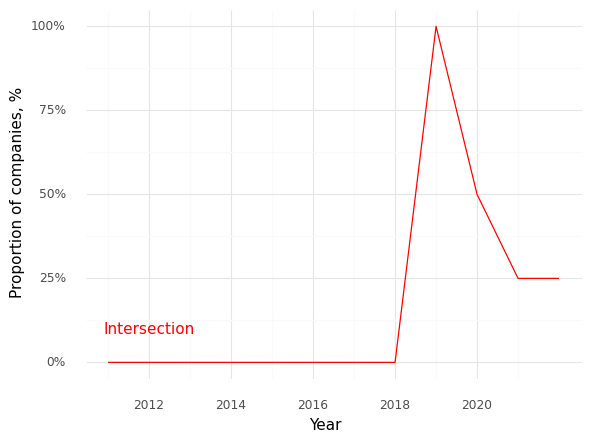 100%
75%
50%
25%
0%
Proportion of companies, %
Intersection
2012 2014 2016 2018 2020
Year